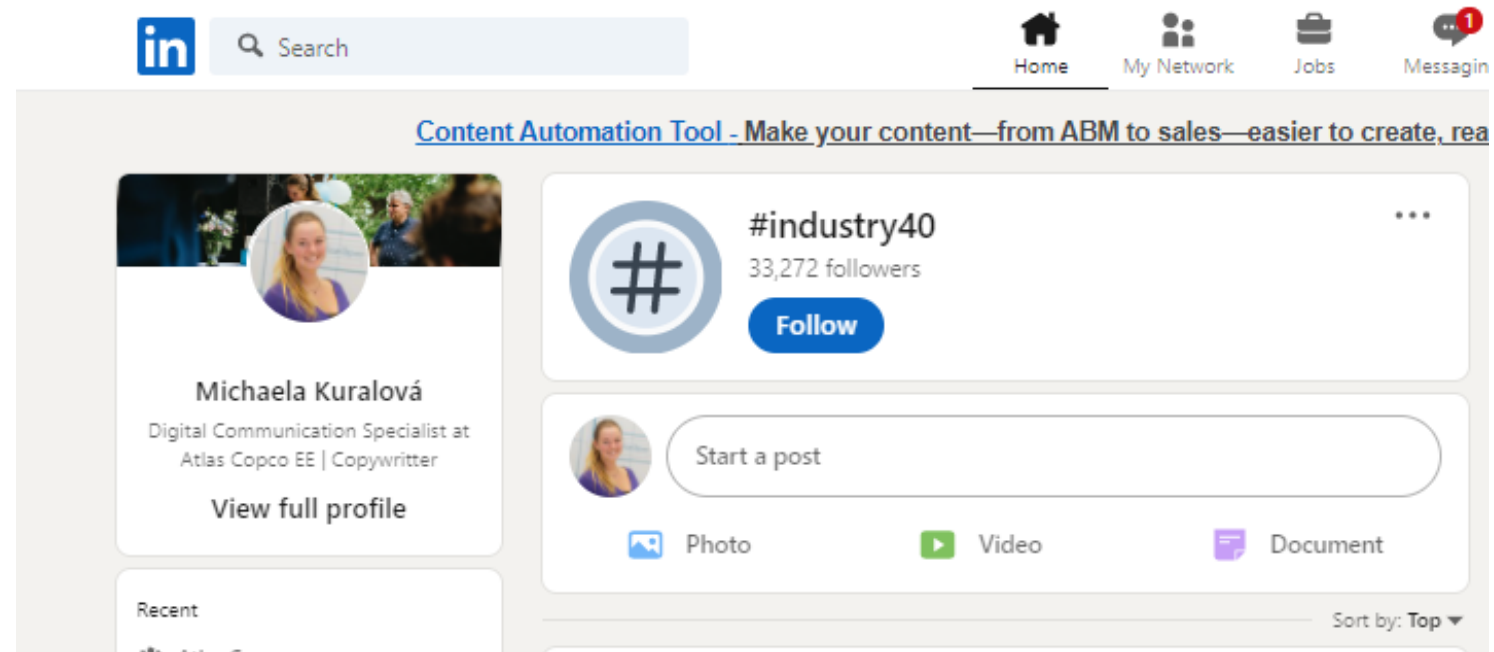 in
Search
Home
My Network
Jobs
1
Content Automation Tool - Make your content—from ABM to sales—easier to create,
#industry40
33,272 followers
Follow
Michaela Kuralová
Digital Communication Specialist at
Atlas Copco EE | Copywritter
View full profile
Start a post
Photo
Video
Document
Recent
Sort by: Top